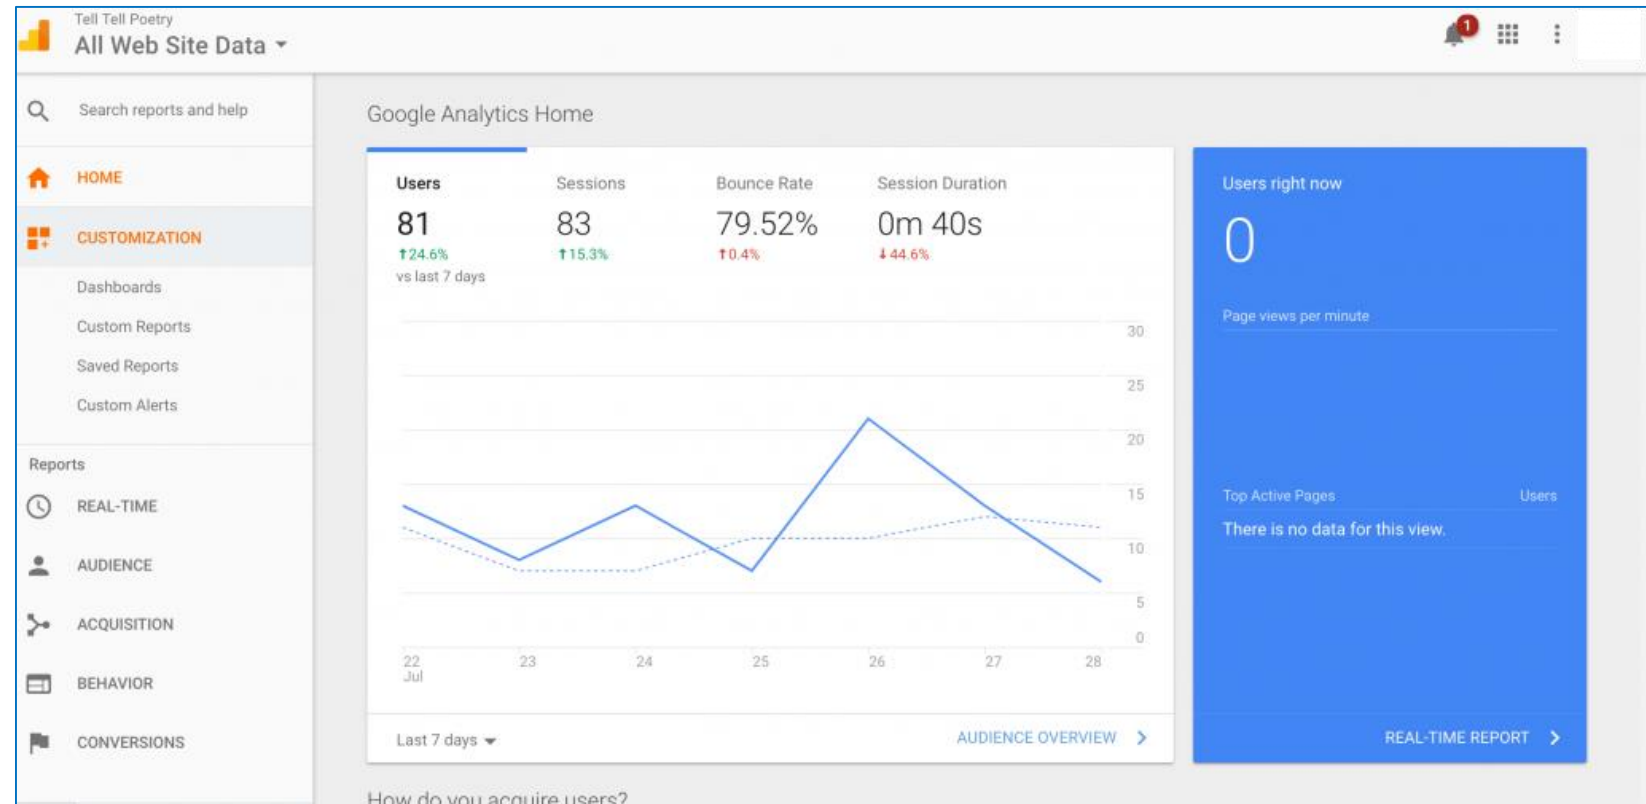 Tell Tell Poetry
All Web Site Data
1
Search reports and help
HOME
CUSTOMIZATION
Dashboards
Custom Reports
Saved Reports
Custom Alerts
Reports
REAL-TIME
AUDIENCE
ACQUISITION
BEHAVIOR
CONVERSIONS
Google Analytics Home
Users Sessions Bounce Rate Session Duration
81 83 79.52% 0m 40s
↑24.6% ↑15.3% ↑0.4% ↓44.6%
vs last 7 days
30
25
20
15
10
5
0
22 23 24 25 26 27 28
Jul
Last 7 days
AUDIENCE OVERVIEW
Users right now
0
Page views per minute
Top Active Pages Users
There is no data for this view.
REAL-TIME REPORT
How do you acquire users?